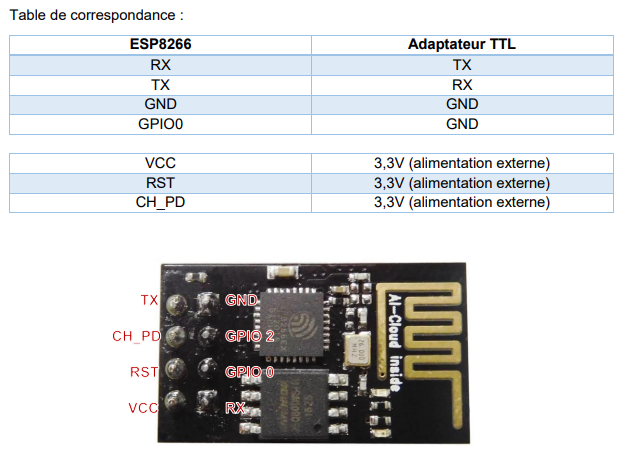 Table de correspondance :
ESP8266 Adaptateur TTL
RX TX
TX RX
GND GND
GPIO0 GND
VCC 3,3V (alimentation externe)
RST 3,3V (alimentation externe)
CH_PD 3,3V (alimentation externe)
TX GND
CH_PD GPIO 2
RST GPIO 0
VCC RX
AI-Cloud inside